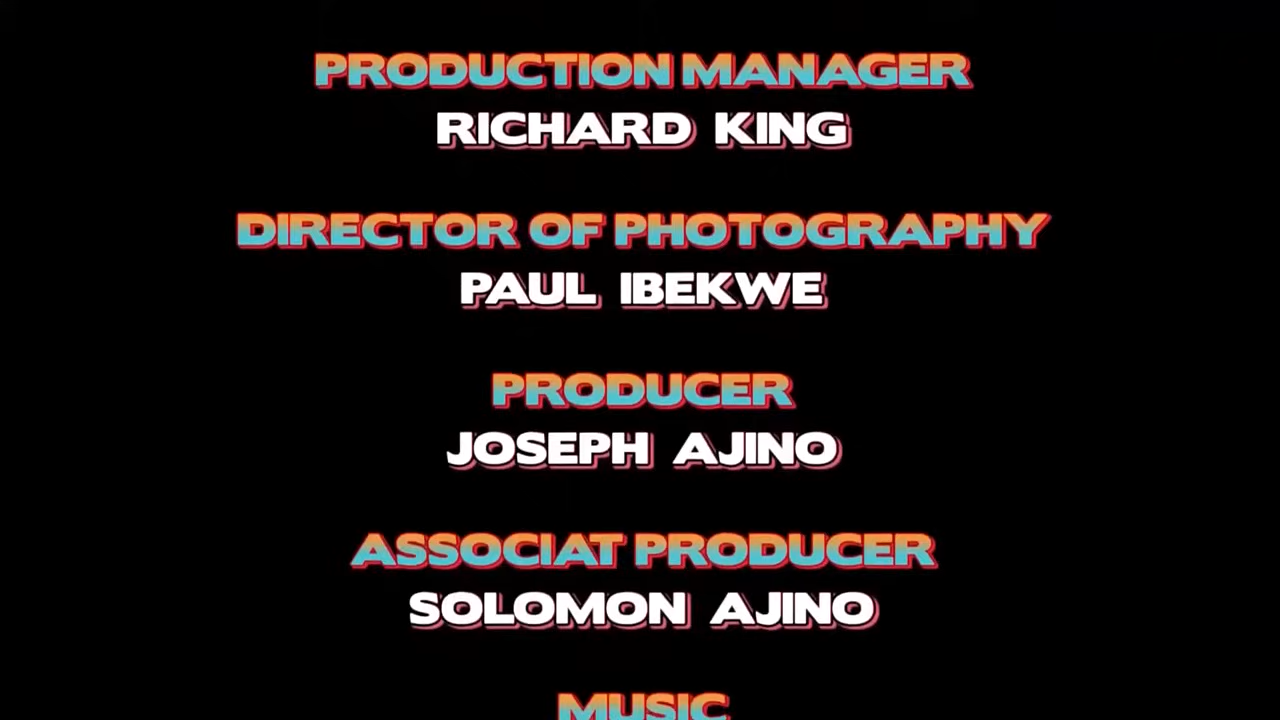 PRODUCTION MANAGER
RICHARD KING
DIRECTOR OF PHOTOGRAPHY
PAUL IBEKWE
PRODUCER
JOSEPH AJINO
ASSOCIAT PRODUCER
SOLOMON AJINO
MUSIC